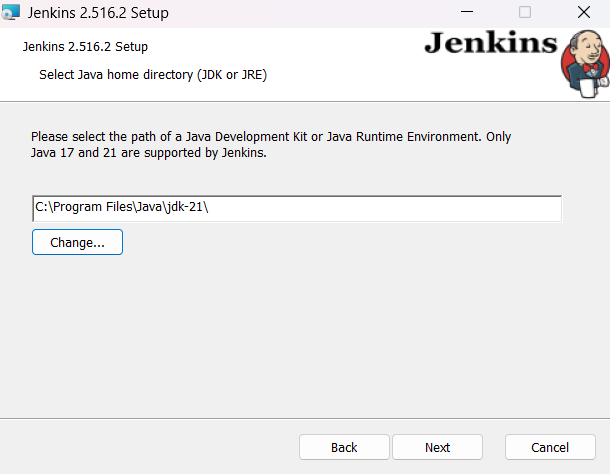 Jenkins 2.516.2 Setup
Jenkins 2.516.2 Setup
Jenkins
Select Java home directory (JDK or JRE)
Please select the path of a Java Development Kit or Java Runtime Environment. Only
Java 17 and 21 are supported by Jenkins.
C:\Program Files\Java\jdk-21\
Change...
Back
Next
Cancel